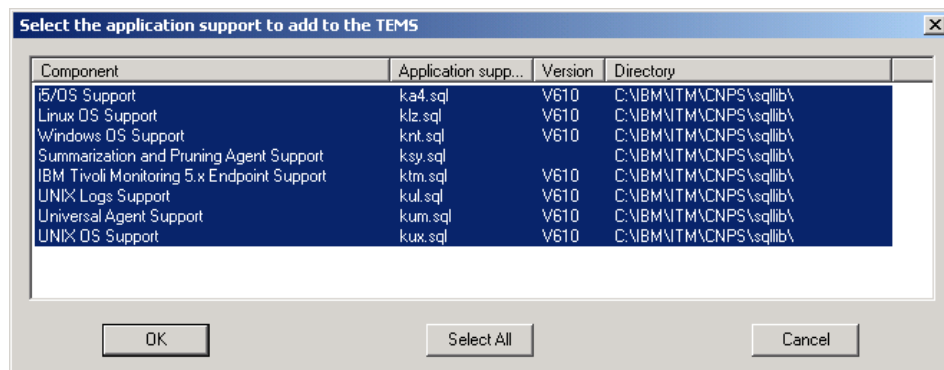 Select the application support to add to the TEMS
Component Application supp... Version Directory
i5/OS Support ka4.sql V610 C:\IBM\ITM\CNPS\sqllib\
Linux OS Support klz.sql V610 C:\IBM\ITM\CNPS\sqllib\
Windows OS Support knt.sql V610 C:\IBM\ITM\CNPS\sqllib\
Summarization and Pruning Agent Support ksy.sql C:\IBM\ITM\CNPS\sqllib\
IBM Tivoli Monitoring 5.x Endpoint Support ktm.sql V610 C:\IBM\ITM\CNPS\sqllib\
UNIX Logs Support kul.sql V610 C:\IBM\ITM\CNPS\sqllib\
Universal Agent Support kum.sql V610 C:\IBM\ITM\CNPS\sqllib\
UNIX OS Support kux.sql V610 C:\IBM\ITM\CNPS\sqllib\
OK Select All Cancel